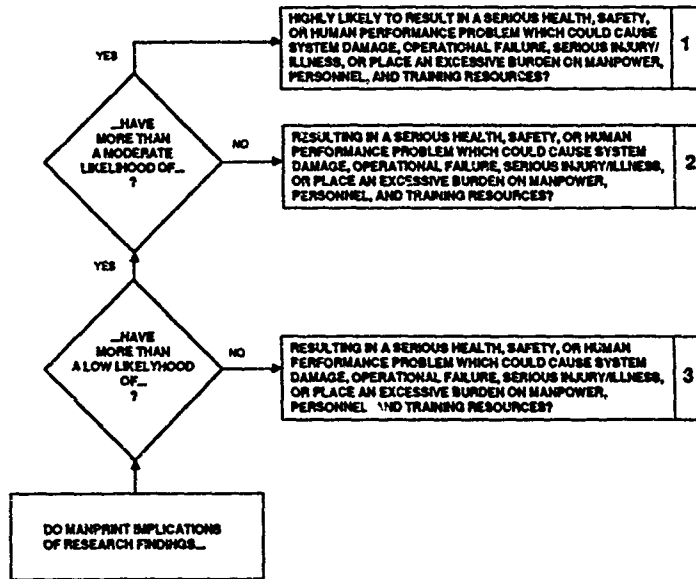 HIGHLY LIKELY TO RESULT IN A SERIOUS HEALTH, SAFETY,
OR HUMAN PERFORMANCE PROBLEM WHICH COULD CAUSE
SYSTEM DAMAGE, OPERATIONAL FAILURE, SERIOUS INJURY/
ILLNESS, OR PLACE AN EXCESSIVE BURDEN ON MANPOWER,
PERSONNEL, AND TRAINING RESOURCES?
1
YES
...HAVE
MORE THAN
A MODERATE
LIKELIHOOD OF...
?
NO
RESULTING IN A SERIOUS HEALTH, SAFETY, OR HUMAN
PERFORMANCE PROBLEM WHICH COULD CAUSE SYSTEM
DAMAGE, OPERATIONAL FAILURE, SERIOUS INJURY/ILLNESS,
OR PLACE AN EXCESSIVE BURDEN ON MANPOWER,
PERSONNEL, AND TRAINING RESOURCES?
2
YES
...HAVE
MORE THAN
A LOW LIKELYHOOD
OF...
?
NO
RESULTING IN A SERIOUS HEALTH, SAFETY, OR HUMAN
PERFORMANCE PROBLEM WHICH COULD CAUSE SYSTEM
DAMAGE, OPERATIONAL FAILURE, SERIOUS INJURY/ILLNESS,
OR PLACE AN EXCESSIVE BURDEN ON MANPOWER,
PERSONNEL AND TRAINING RESOURCES?
3
DO MANPRINT IMPLICATIONS
OF RESEARCH FINDINGS...